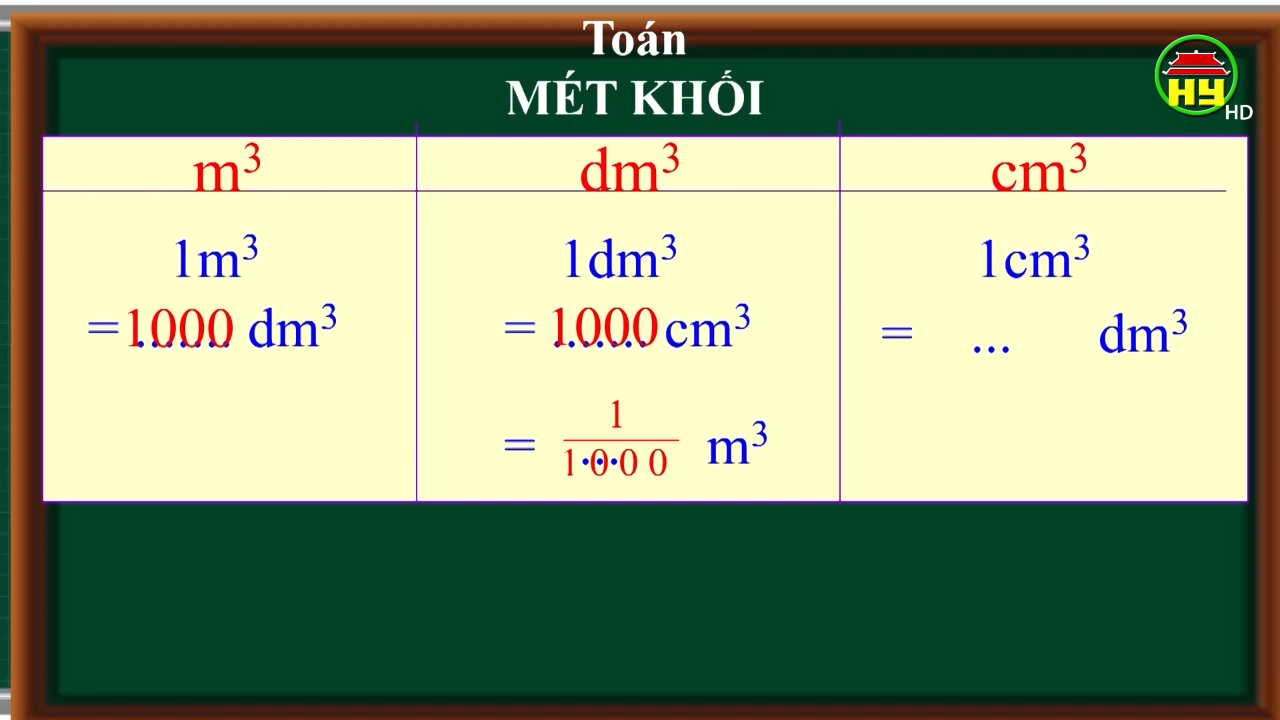 Toán
MÉT KHỐI
HY HD
m³ dm³ cm³
1m³ 1dm³ 1cm³
= 1000 ....... dm³ = 1000 ....... cm³ = ... dm³
= 1/1000 ... m³